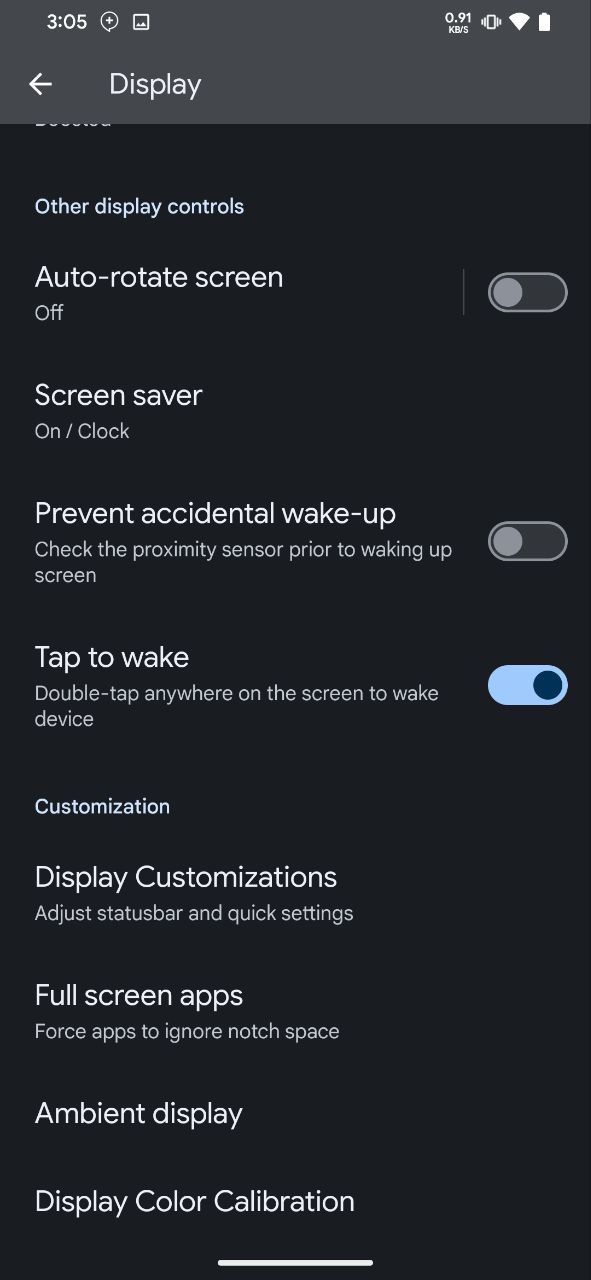 3:05
0.91
KB/S
Display
Other display controls
Auto-rotate screen
Off
Screen saver
On / Clock
Prevent accidental wake-up
Check the proximity sensor prior to waking up
screen
Tap to wake
Double-tap anywhere on the screen to wake
device
Customization
Display Customizations
Adjust statusbar and quick settings
Full screen apps
Force apps to ignore notch space
Ambient display
Display Color Calibration